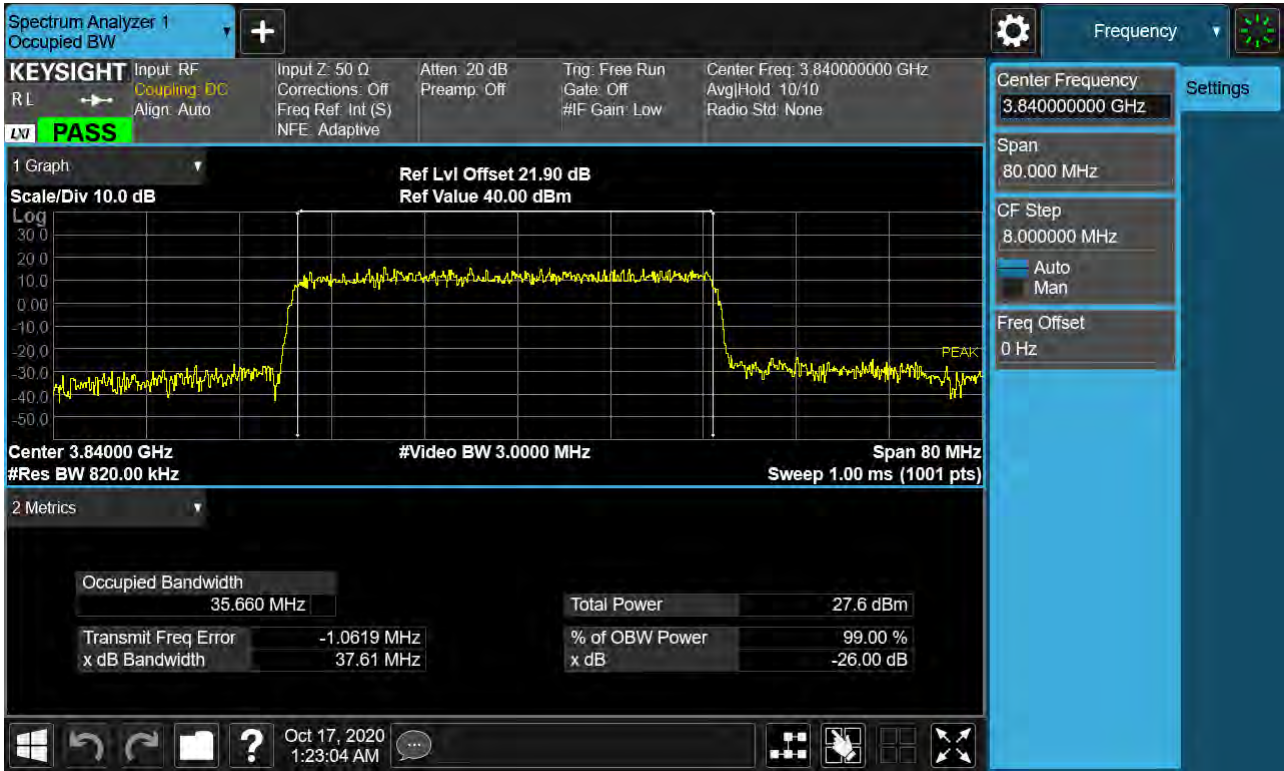 Spectrum Analyzer 1
Occupied BW
Frequency
KEYSIGHT
RL
LXI
PASS
Input: RF
Coupling: DC
Align: Auto
Input Z: 50 Ω
Corrections: Off
Freq Ref: Int (S)
NFE: Adaptive
Atten: 20 dB
Preamp: Off
Trig: Free Run
Gate: Off
#IF Gain: Low
Center Freq: 3.840000000 GHz
Avg|Hold: 10/10
Radio Std: None
Center Frequency
3.840000000 GHz
Settings
Span
80.000 MHz
CF Step
8.000000 MHz
Auto
Man
Freq Offset
0 Hz
1 Graph
Scale/Div 10.0 dB
Ref Lvl Offset 21.90 dB
Ref Value 40.00 dBm
Log
30.0
20.0
10.0
0.00
-10.0
-20.0
-30.0
-40.0
-50.0
PEAK
Center 3.84000 GHz
#Video BW 3.0000 MHz
Span 80 MHz
#Res BW 820.00 kHz
Sweep 1.00 ms (1001 pts)
2 Metrics
Occupied Bandwidth
35.660 MHz
Total Power 27.6 dBm
Transmit Freq Error -1.0619 MHz
% of OBW Power 99.00 %
x dB Bandwidth 37.61 MHz
x dB -26.00 dB
Oct 17, 2020
1:23:04 AM